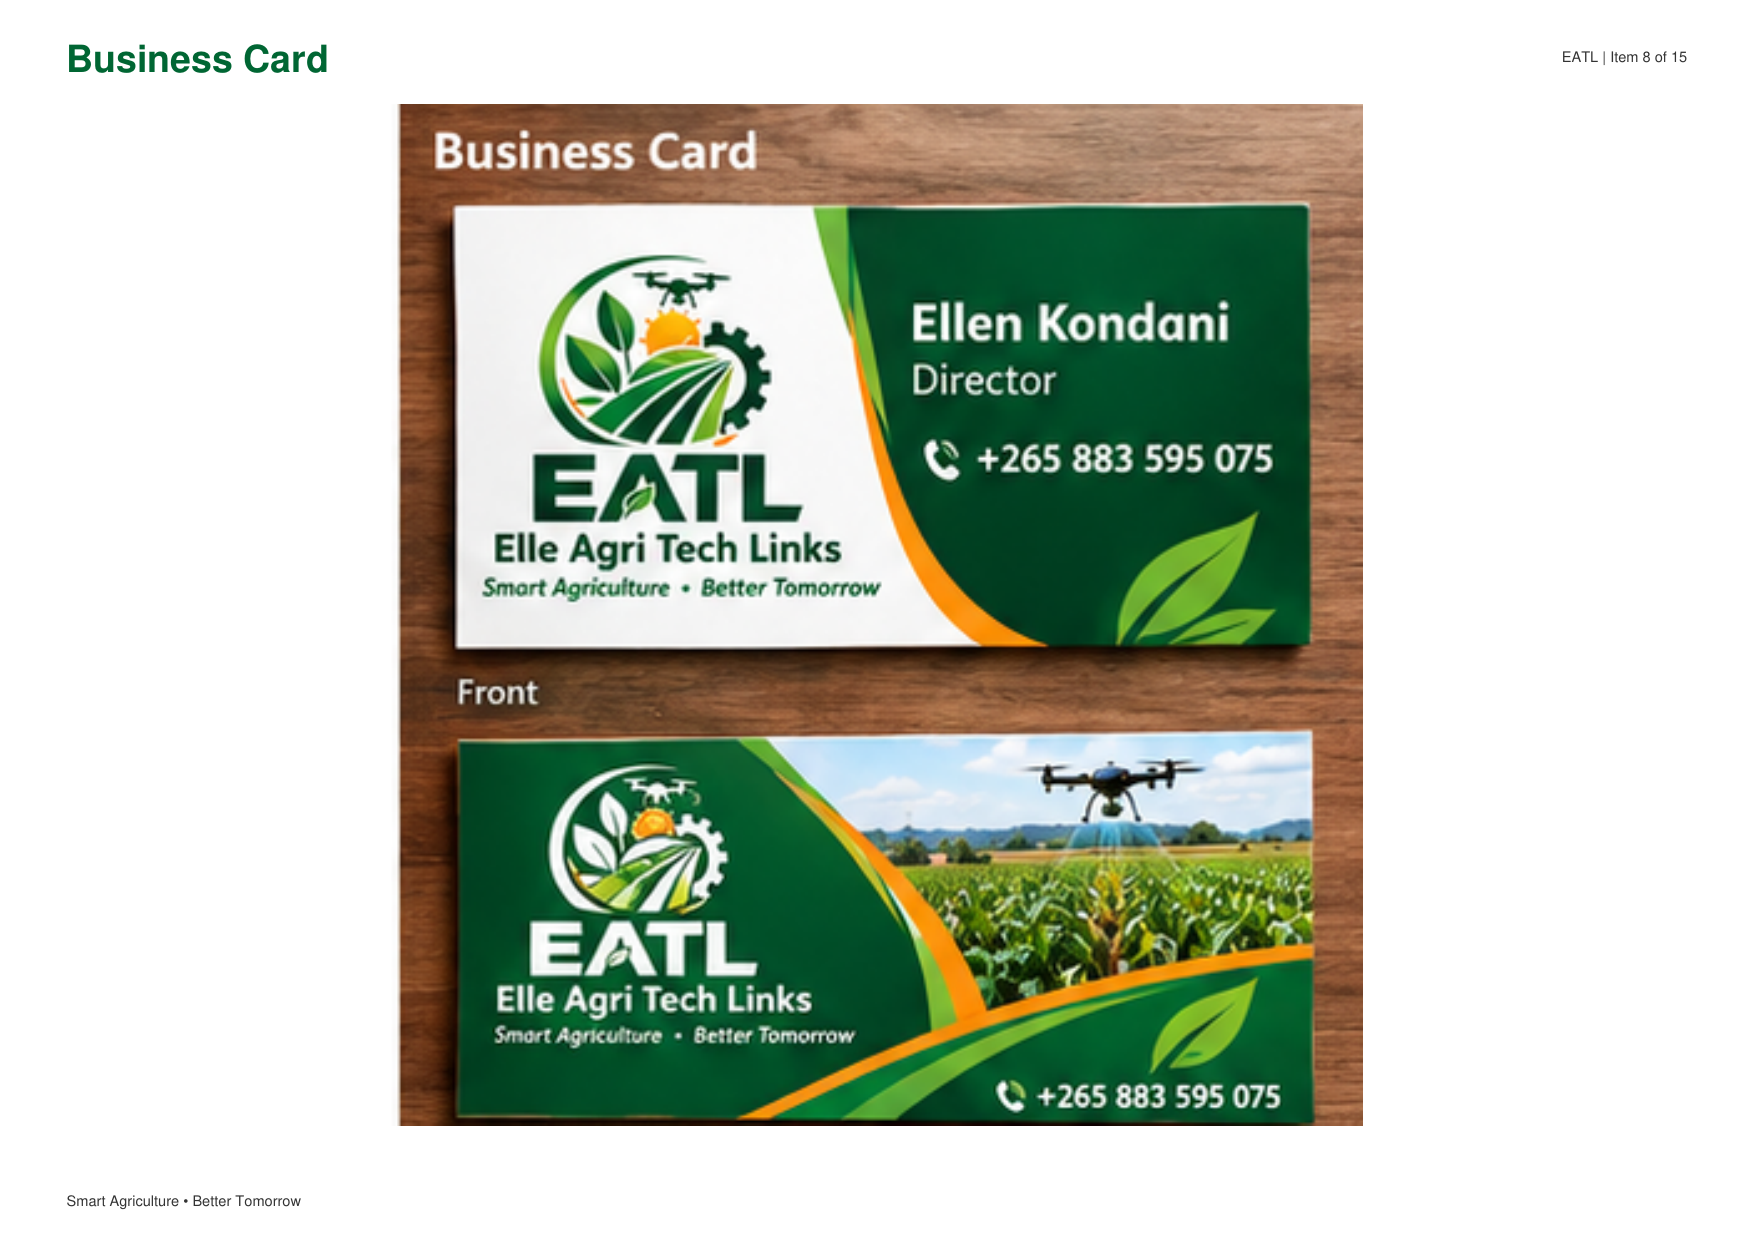 Business Card
EATL | Item 8 of 15
Business Card
EATL
Elle Agri Tech Links
Smart Agriculture • Better Tomorrow
Ellen Kondani
Director
+265 883 595 075
Front
EATL
Elle Agri Tech Links
Smart Agriculture • Better Tomorrow
+265 883 595 075
Smart Agriculture • Better Tomorrow